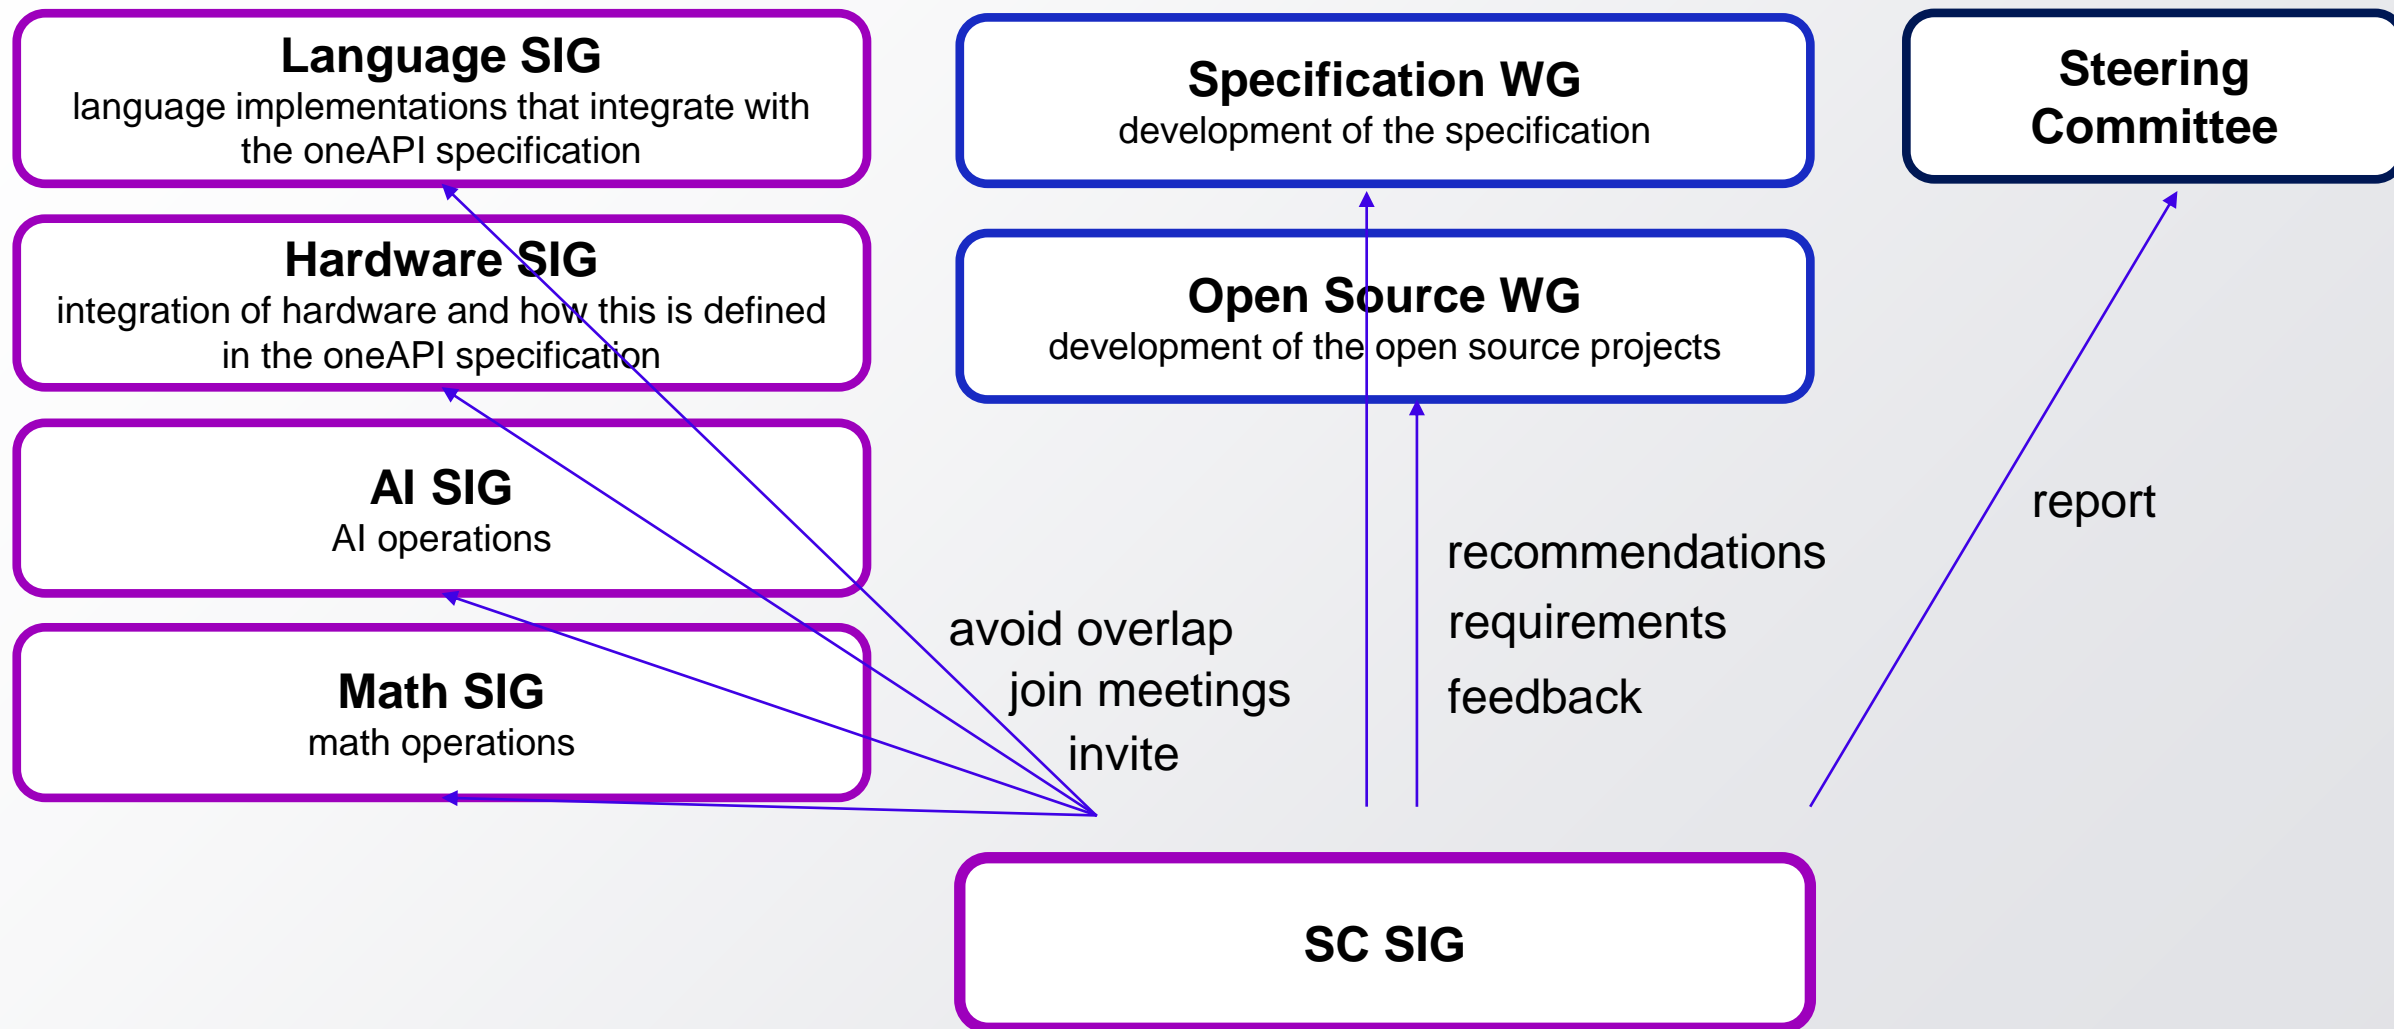 Language SIG
language implementations that integrate with
the oneAPI specification
Hardware SIG
integration of hardware and how this is defined
in the oneAPI specification
AI SIG
AI operations
Math SIG
math operations
Specification WG
development of the specification
Open Source WG
development of the open source projects
Steering
Committee
avoid overlap
join meetings
invite
recommendations
requirements
feedback
report
SC SIG